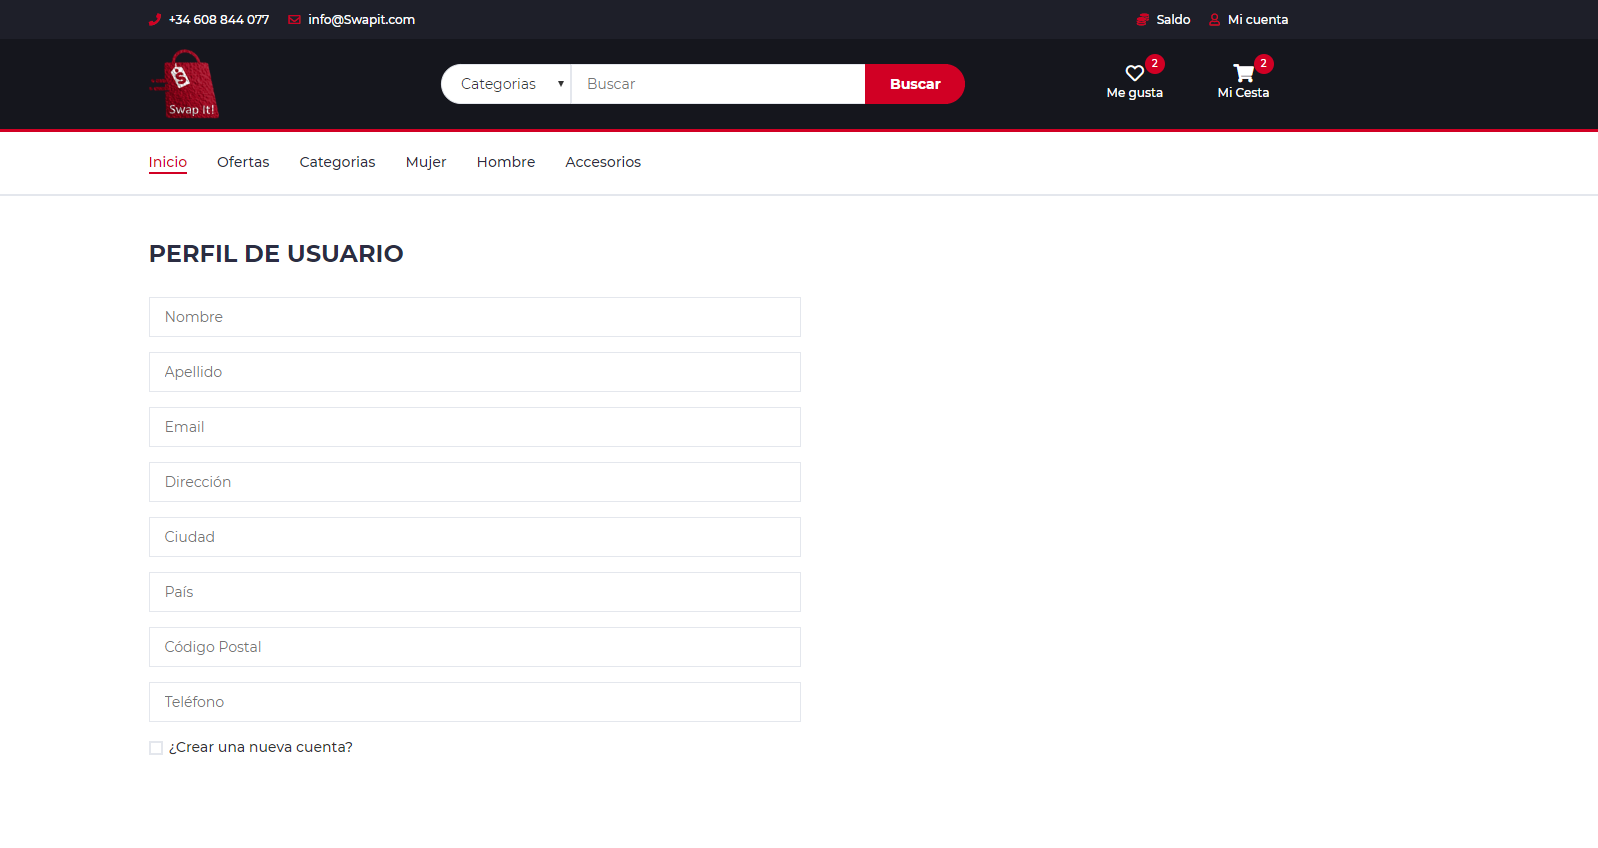 +34 608 844 077 info@Swapit.com Saldo Mi cuenta
Swap It!
Categorias Buscar Buscar
2 2
Me gusta Mi Cesta
Inicio Ofertas Categorias Mujer Hombre Accesorios
PERFIL DE USUARIO
Nombre
Apellido
Email
Dirección
Ciudad
País
Código Postal
Teléfono
¿Crear una nueva cuenta?